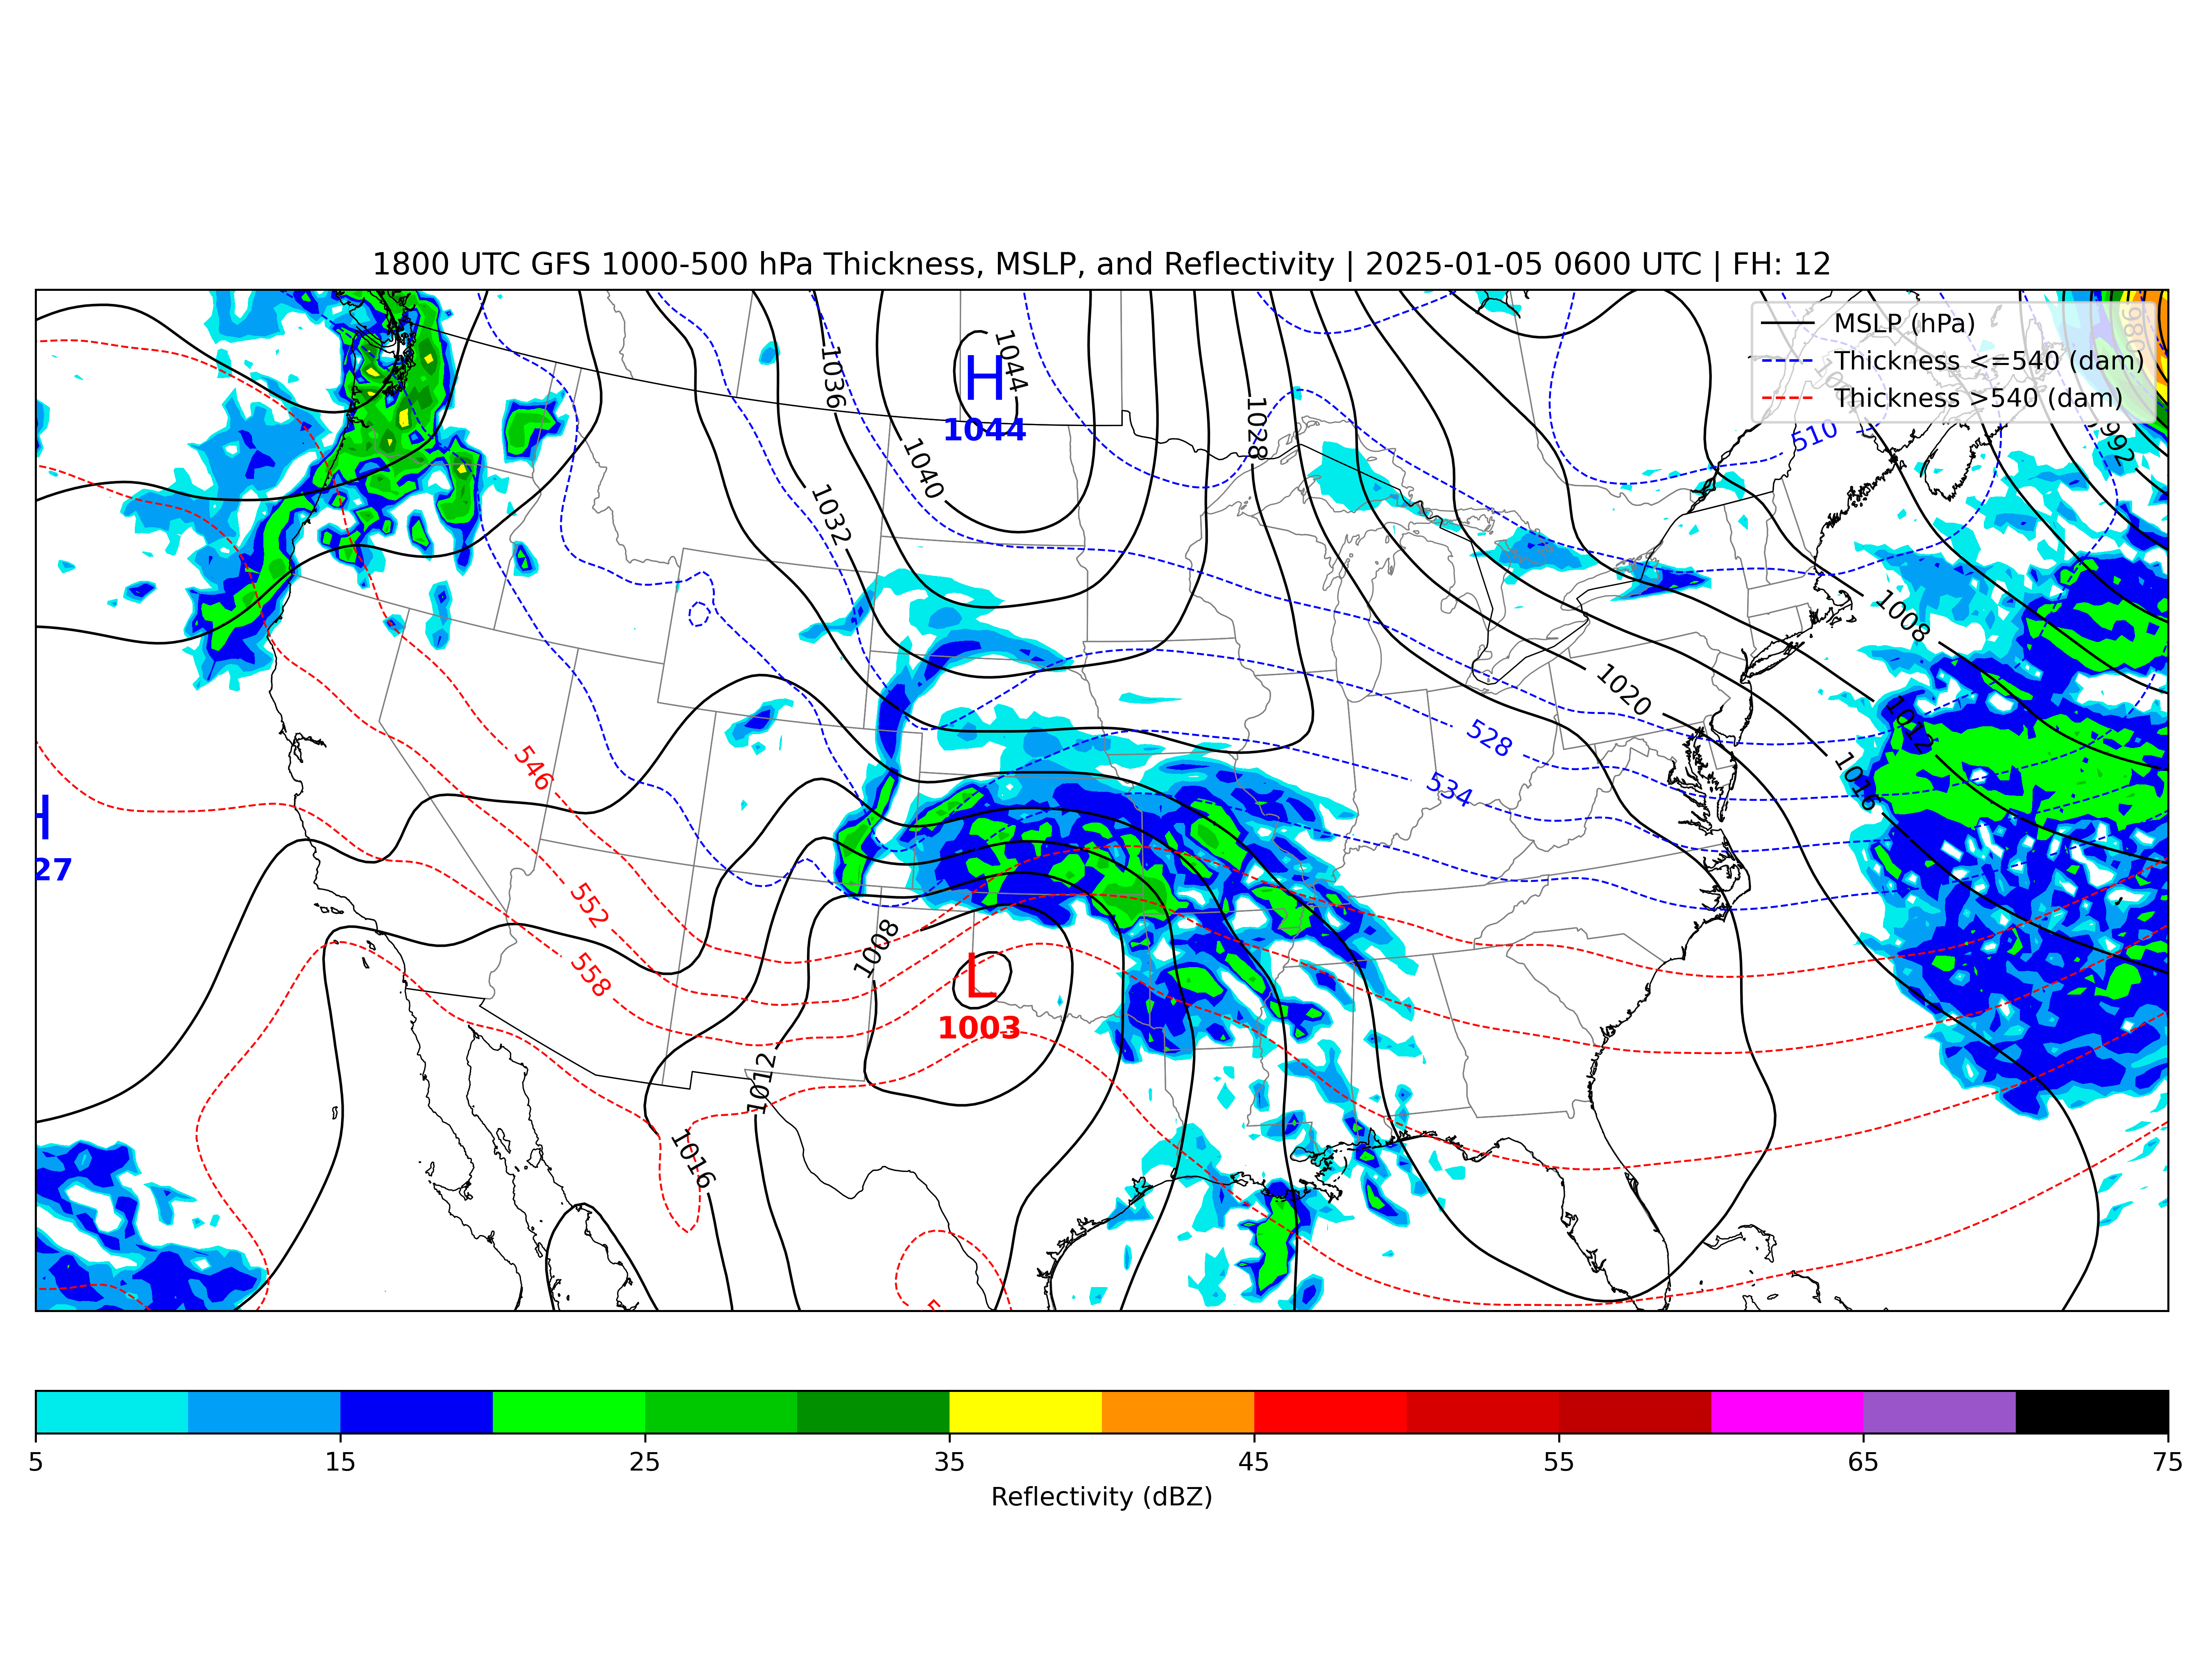 1800 UTC GFS 1000-500 hPa Thickness, MSLP, and Reflectivity | 2025-01-05 0600 UTC | FH: 12
MSLP (hPa)
Thickness <=540 (dam)
Thickness >540 (dam)
1044
H
1044
1036
1040
1032
1028
510
992
980
1008
1020
1012
1016
528
534
546
552
558
H
27
1008
L
1003
1012
1016
5 15 25 35 45 55 65 75
Reflectivity (dBZ)